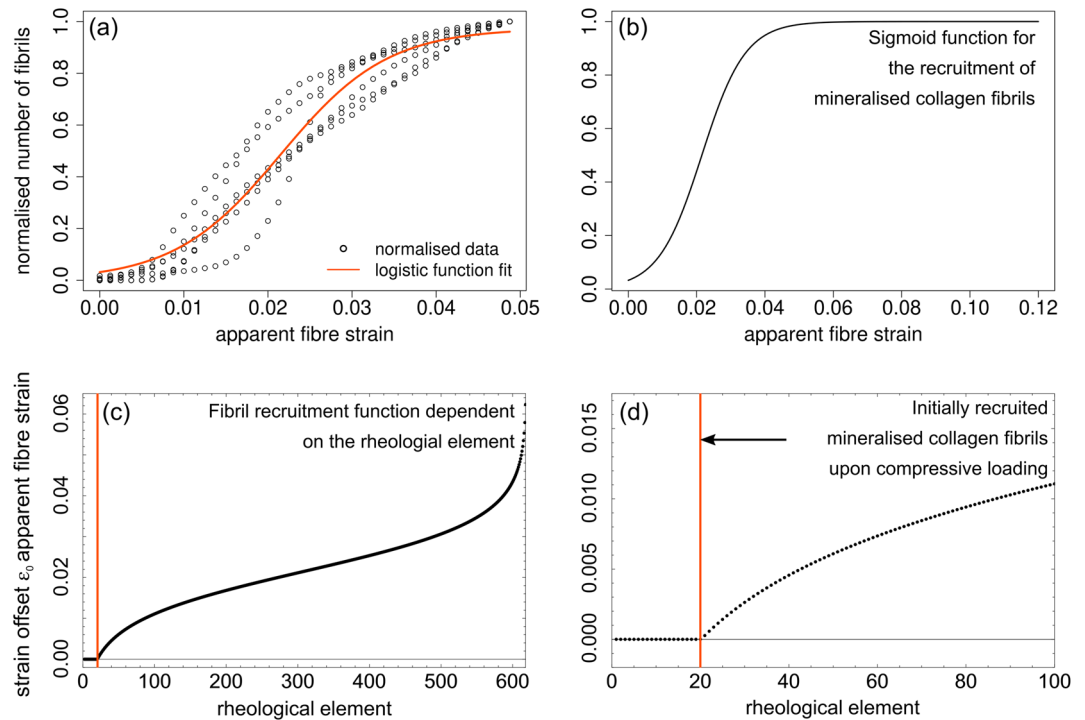 (a)
normalised number of fibrils
1.0
0.8
0.6
0.4
0.2
0.0
normalised data
logistic function fit
0.00 0.01 0.02 0.03 0.04 0.05
apparent fibre strain
(b)
Sigmoid function for
the recruitment of
mineralised collagen fibrils
1.0
0.8
0.6
0.4
0.2
0.0
0.00 0.02 0.04 0.06 0.08 0.10 0.12
apparent fibre strain
(c)
Fibril recruitment function dependent
on the rheologial element
strain offset ε₀ apparent fibre strain
0.06
0.04
0.02
0.00
0 100 200 300 400 500 600
rheological element
(d)
Initially recruited
mineralised collagen fibrils
upon compressive loading
0.015
0.010
0.005
0.000
0 20 40 60 80 100
rheological element